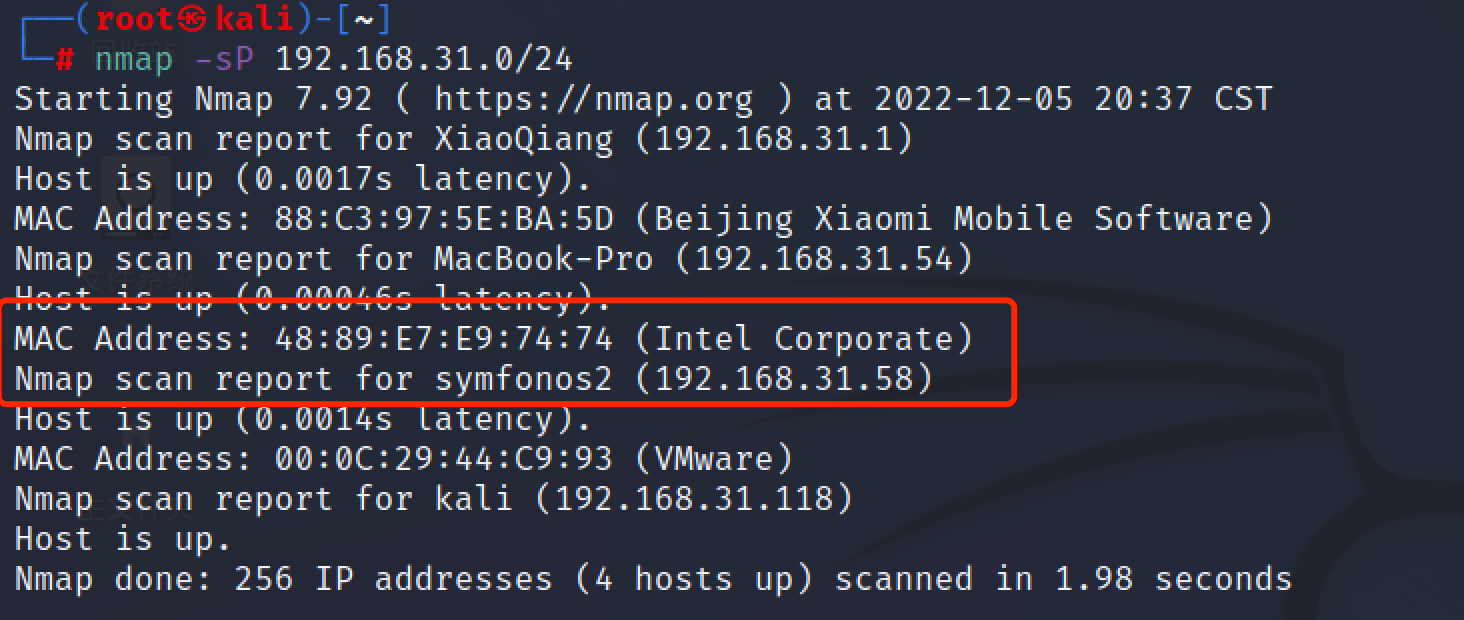 ┌──(root㉿kali)-[~]
└─# nmap -sP 192.168.31.0/24
Starting Nmap 7.92 ( https://nmap.org ) at 2022-12-05 20:37 CST
Nmap scan report for XiaoQiang (192.168.31.1)
Host is up (0.0017s latency).
MAC Address: 88:C3:97:5E:BA:5D (Beijing Xiaomi Mobile Software)
Nmap scan report for MacBook-Pro (192.168.31.54)
Host is up (0.00046s latency).
MAC Address: 48:89:E7:E9:74:74 (Intel Corporate)
Nmap scan report for symfonos2 (192.168.31.58)
Host is up (0.0014s latency).
MAC Address: 00:0C:29:44:C9:93 (VMware)
Nmap scan report for kali (192.168.31.118)
Host is up.
Nmap done: 256 IP addresses (4 hosts up) scanned in 1.98 seconds